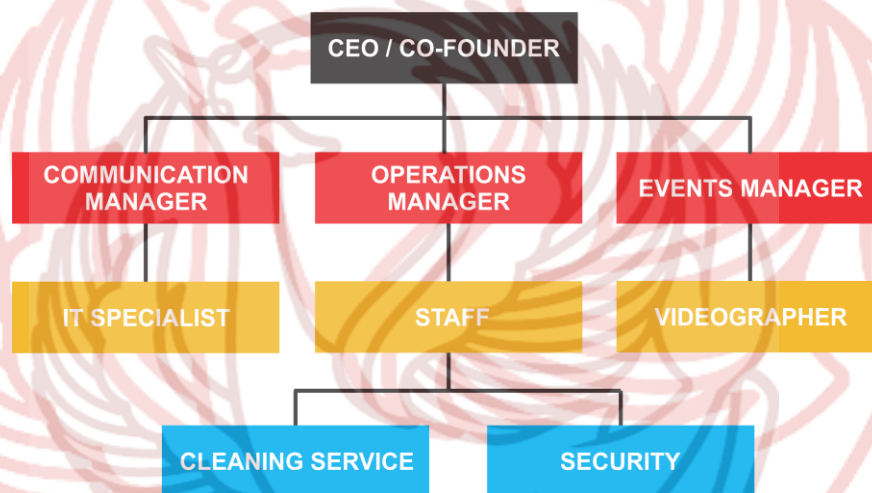 CEO / CO-FOUNDER
COMMUNICATION
MANAGER
OPERATIONS
MANAGER
EVENTS MANAGER
IT SPECIALIST
STAFF
VIDEOGRAPHER
CLEANING SERVICE
SECURITY